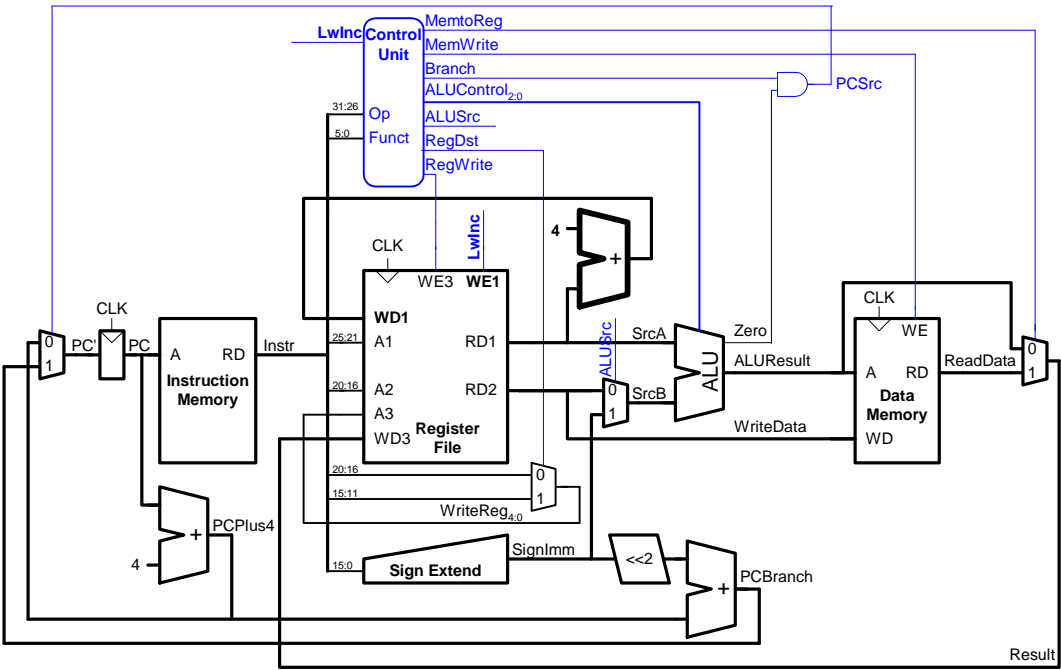 MemtoReg
LwInc Control
Unit
MemWrite
Branch
ALUControl2:0
PCSrc
31:26
Op
ALUSrc
5:0
Funct
RegDst
RegWrite
4
+
LwInc
CLK
WE3
WE1
CLK
CLK
WD1
WE
0
1
PC'
PC
A
RD
Instr
25:21
A1
RD1
SrcA
ALUSrc
ALU
Zero
ALUResult
A
RD
ReadData
0
1
Instruction
Memory
20:16
A2
RD2
0
1
SrcB
Data
Memory
A3
WD3
Register
File
WriteData
WD
20:16
0
15:11
1
WriteReg4:0
PCPlus4
+
4
SignImm
15:0
Sign Extend
<<2
+
PCBranch
Result